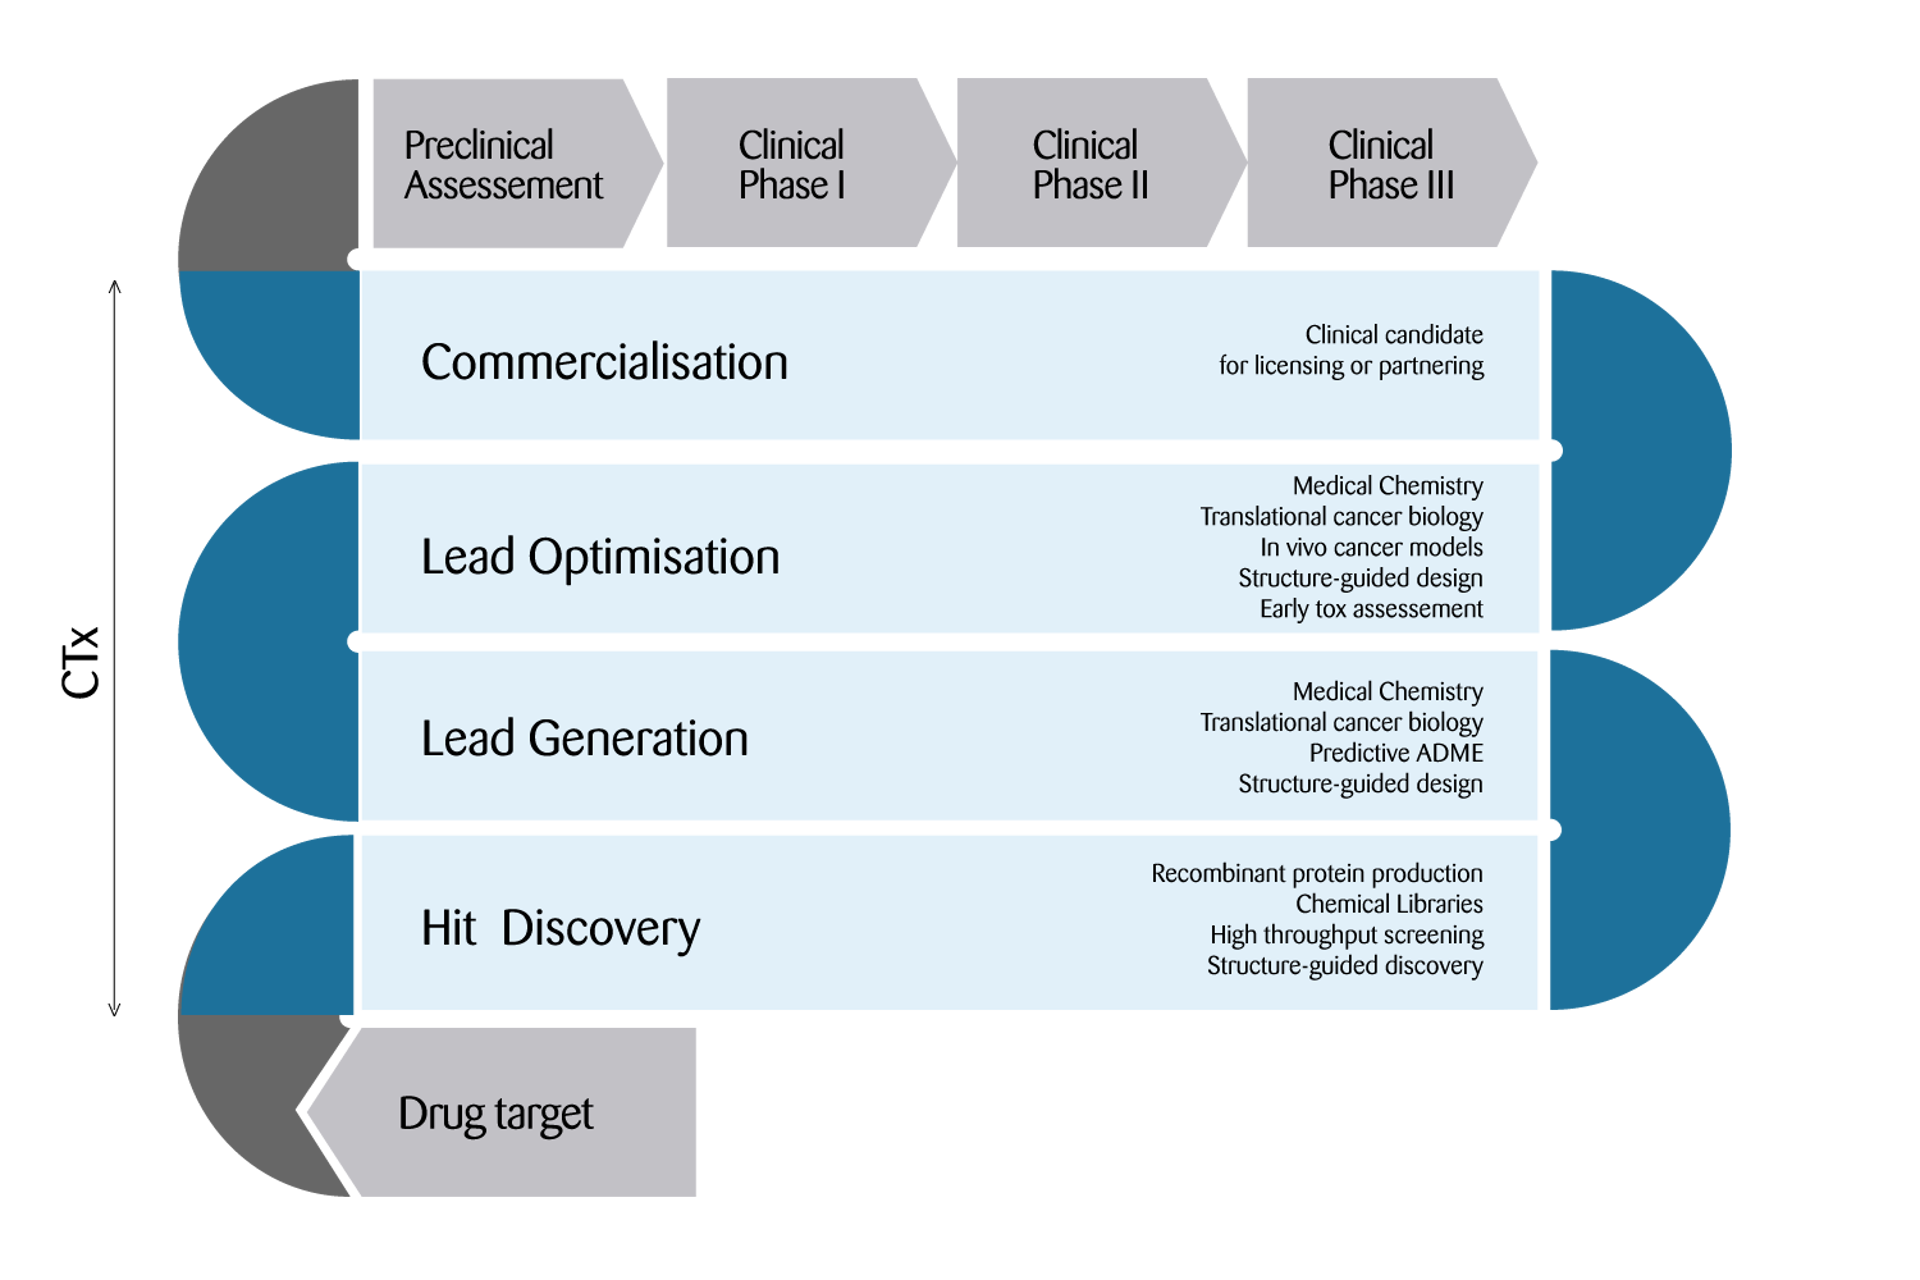 Preclinical
Assessement
Clinical
Phase I
Clinical
Phase II
Clinical
Phase III
CTx
Commercialisation
Clinical candidate
for licensing or partnering
Lead Optimisation
Medical Chemistry
Translational cancer biology
In vivo cancer models
Structure-guided design
Early tox assessement
Lead Generation
Medical Chemistry
Translational cancer biology
Predictive ADME
Structure-guided design
Hit Discovery
Recombinant protein production
Chemical Libraries
High throughput screening
Structure-guided discovery
Drug target